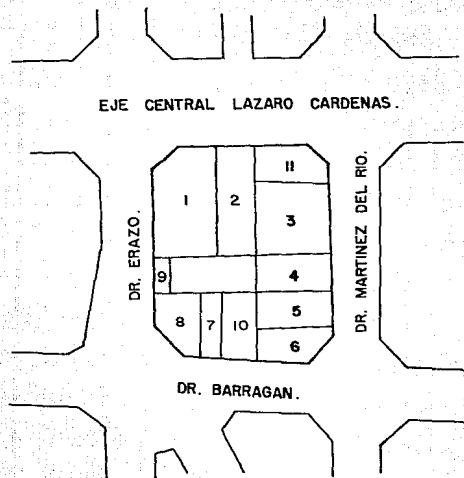 EJE CENTRAL LAZARO CARDENAS.
DR. ERAZO.
DR. MARTINEZ DEL RIO.
1
2
11
3
9
4
8
7
10
5
6
DR. BARRAGAN.